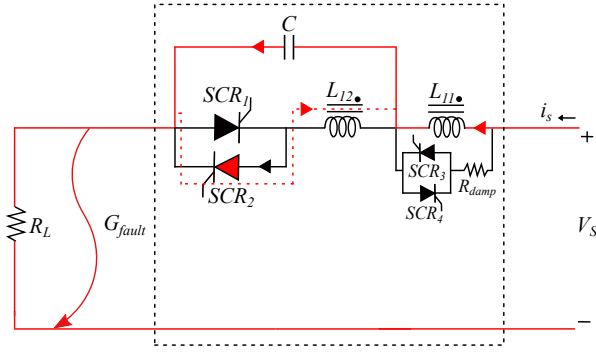 C
SCR1
L12
L11
is
+
SCR3
Rdamp
SCR2
SCR4
RL
Gfault
VS
−